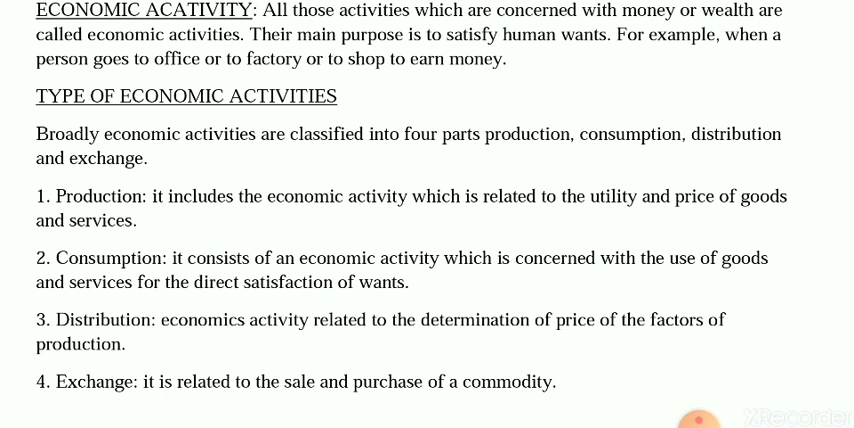 ECONOMIC ACATIVITY: All those activities which are concerned with money or wealth are
called economic activities. Their main purpose is to satisfy human wants. For example, when a
person goes to office or to factory or to shop to earn money.
TYPE OF ECONOMIC ACTIVITIES
Broadly economic activities are classified into four parts production, consumption, distribution
and exchange.
1. Production: it includes the economic activity which is related to the utility and price of goods
and services.
2. Consumption: it consists of an economic activity which is concerned with the use of goods
and services for the direct satisfaction of wants.
3. Distribution: economics activity related to the determination of price of the factors of
production.
4. Exchange: it is related to the sale and purchase of a commodity.
XRecorder